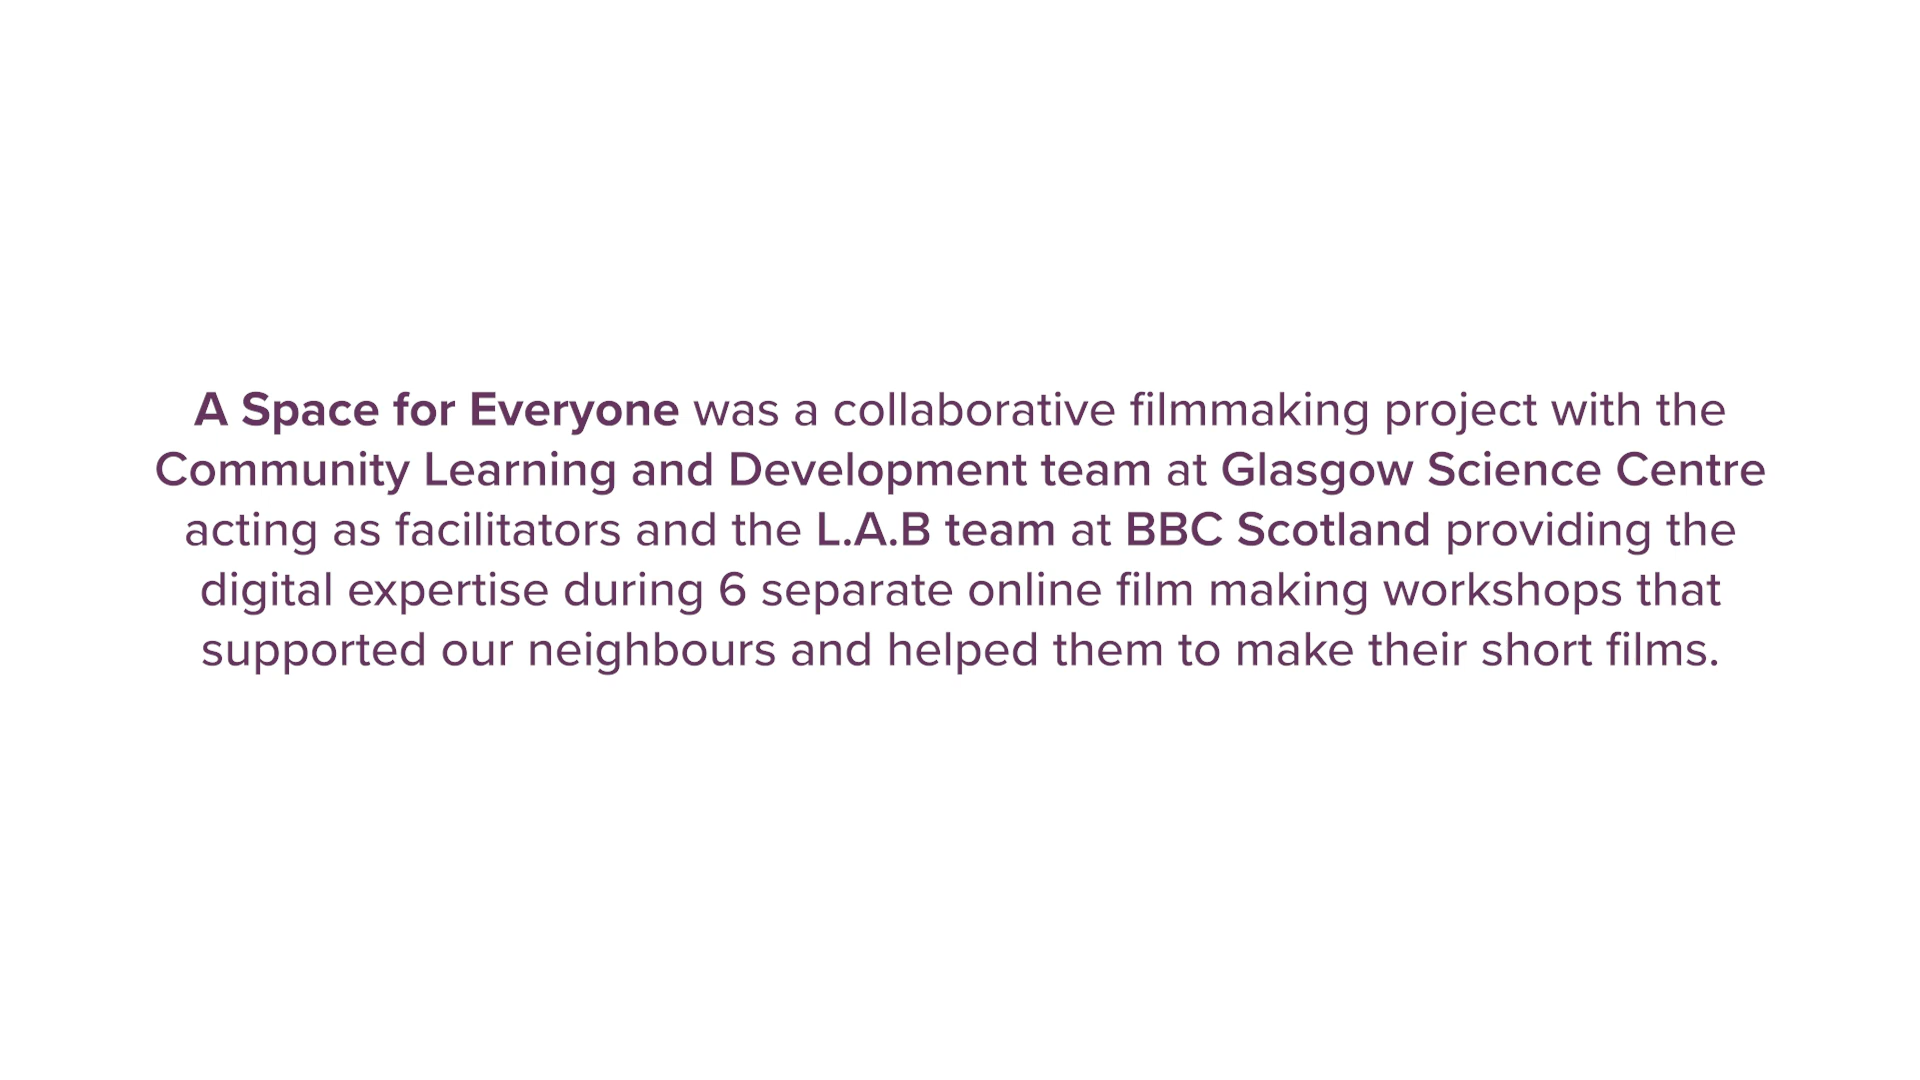 A Space for Everyone was a collaborative filmmaking project with the
Community Learning and Development team at Glasgow Science Centre
acting as facilitators and the L.A.B team at BBC Scotland providing the
digital expertise during 6 separate online film making workshops that
supported our neighbours and helped them to make their short films.